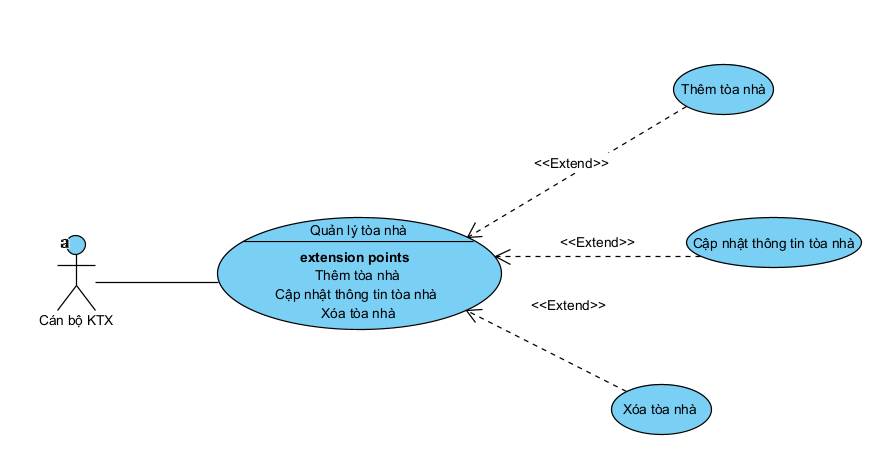 Thêm tòa nhà
<<Extend>>
Quản lý tòa nhà
a
<<Extend>>
Cập nhật thông tin tòa nhà
extension points
Thêm tòa nhà
Cập nhật thông tin tòa nhà
Xóa tòa nhà
<<Extend>>
Cán bộ KTX
Xóa tòa nhà